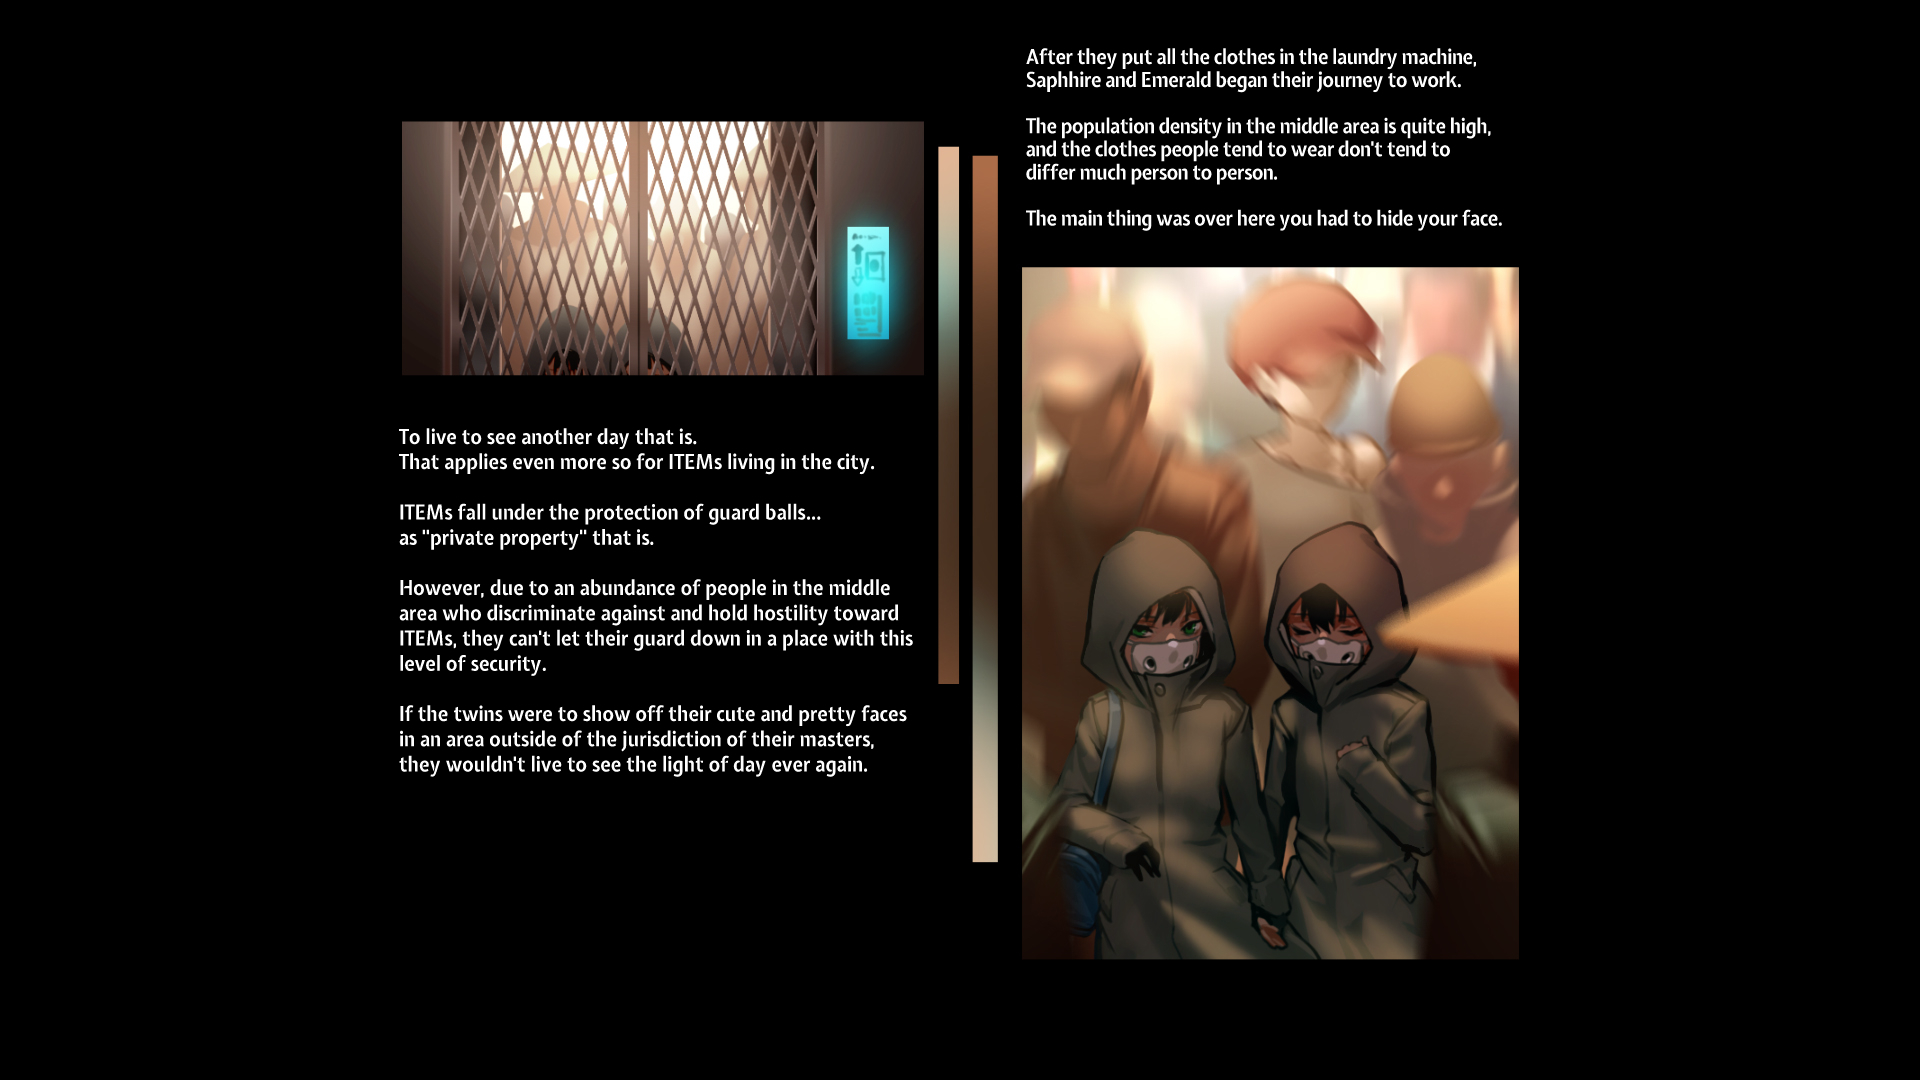 After they put all the clothes in the laundry machine,
Saphhire and Emerald began their journey to work.
The population density in the middle area is quite high,
and the clothes people tend to wear don't tend to
differ much person to person.
The main thing was over here you had to hide your face.
To live to see another day that is.
That applies even more so for ITEMs living in the city.
ITEMs fall under the protection of guard balls...
as "private property" that is.
However, due to an abundance of people in the middle
area who discriminate against and hold hostility toward
ITEMs, they can't let their guard down in a place with this
level of security.
If the twins were to show off their cute and pretty faces
in an area outside of the jurisdiction of their masters,
they wouldn't live to see the light of day ever again.